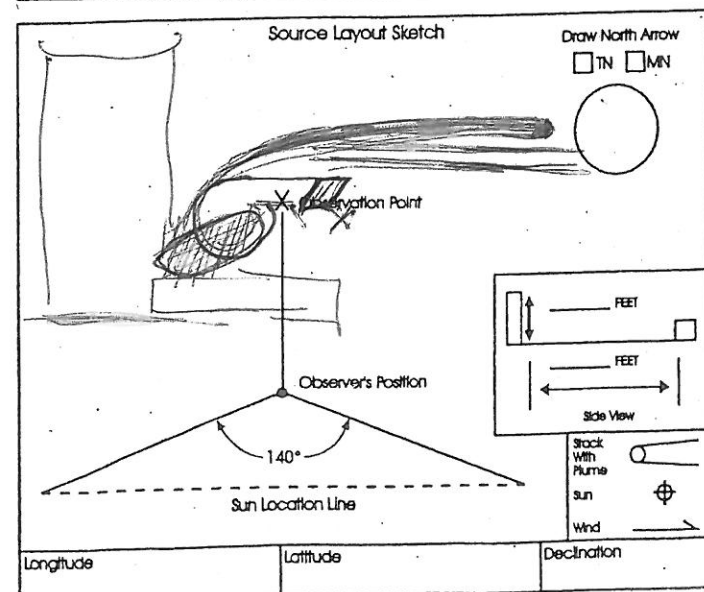 Source Layout Sketch
Draw North Arrow
TN MN
Observation Point
FEET
FEET
Side View
Observer's Position
140°
Sun Location Line
Stack
With
Plume
Sun
Wind
Longitude
Latitude
Declination